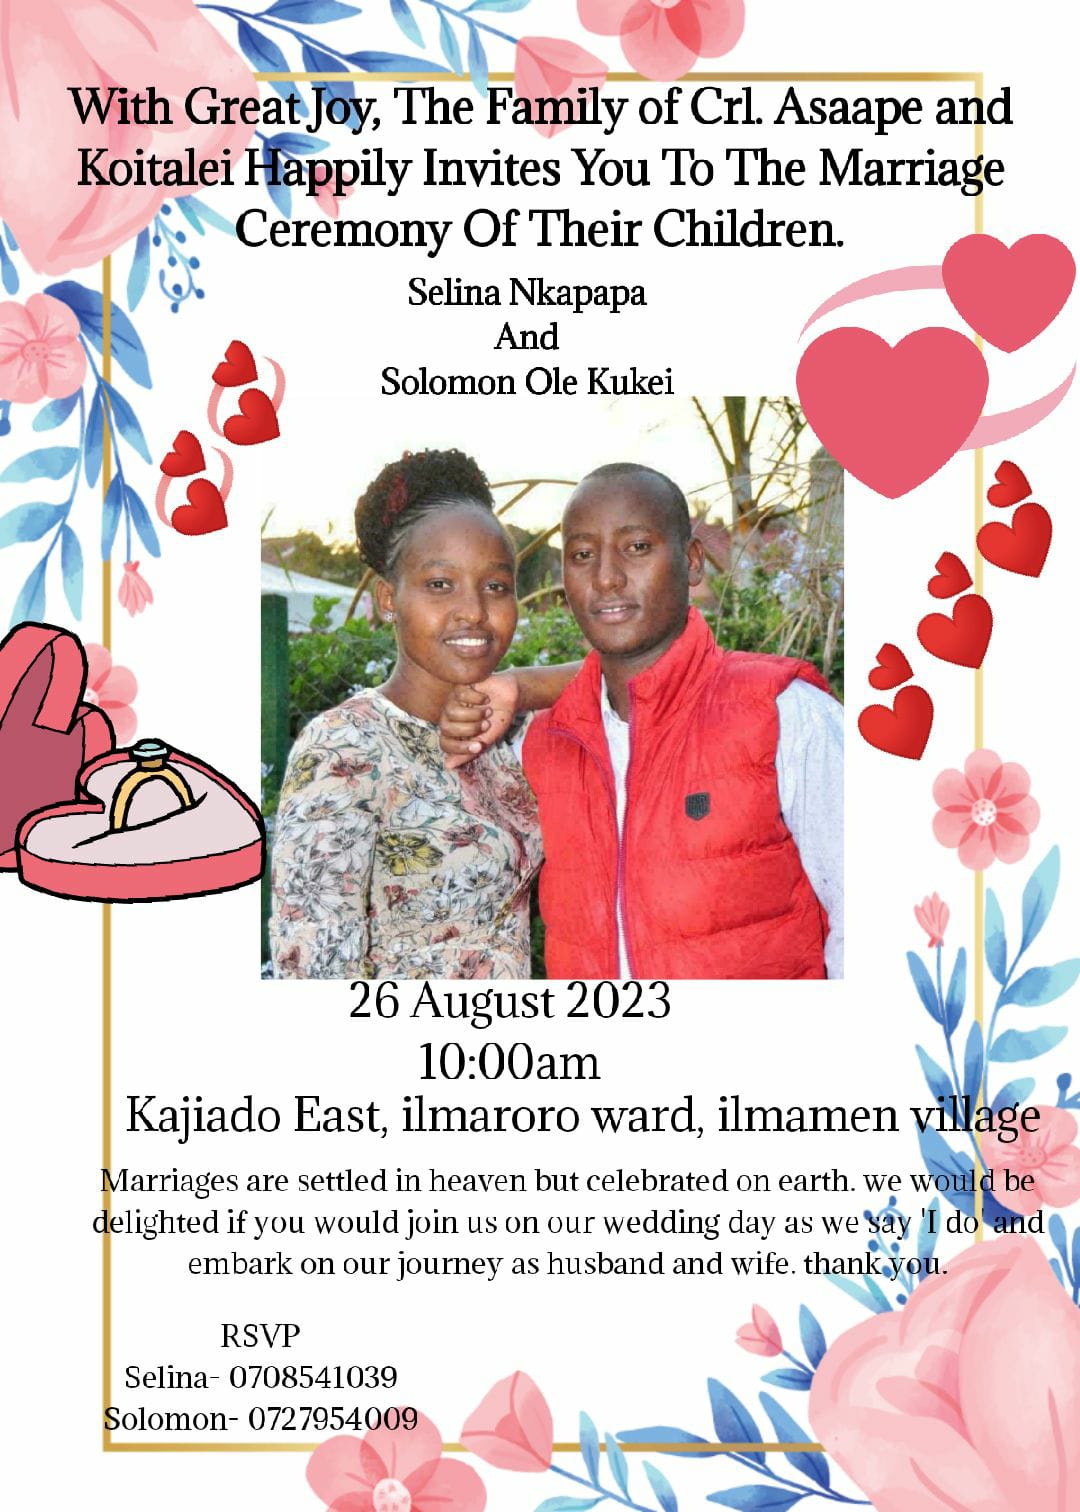 With Great Joy, The Family of Crl. Asaape and
Koitalei Happily Invites You To The Marriage
Ceremony Of Their Children.
Selina Nkapapa
And
Solomon Ole Kukei
26 August 2023
10:00am
Kajiado East, ilmaroro ward, ilmamen village
Marriages are settled in heaven but celebrated on earth. we would be
delighted if you would join us on our wedding day as we say 'I do' and
embark on our journey as husband and wife. thank you.
RSVP
Selina- 0708541039
Solomon- 0727954009